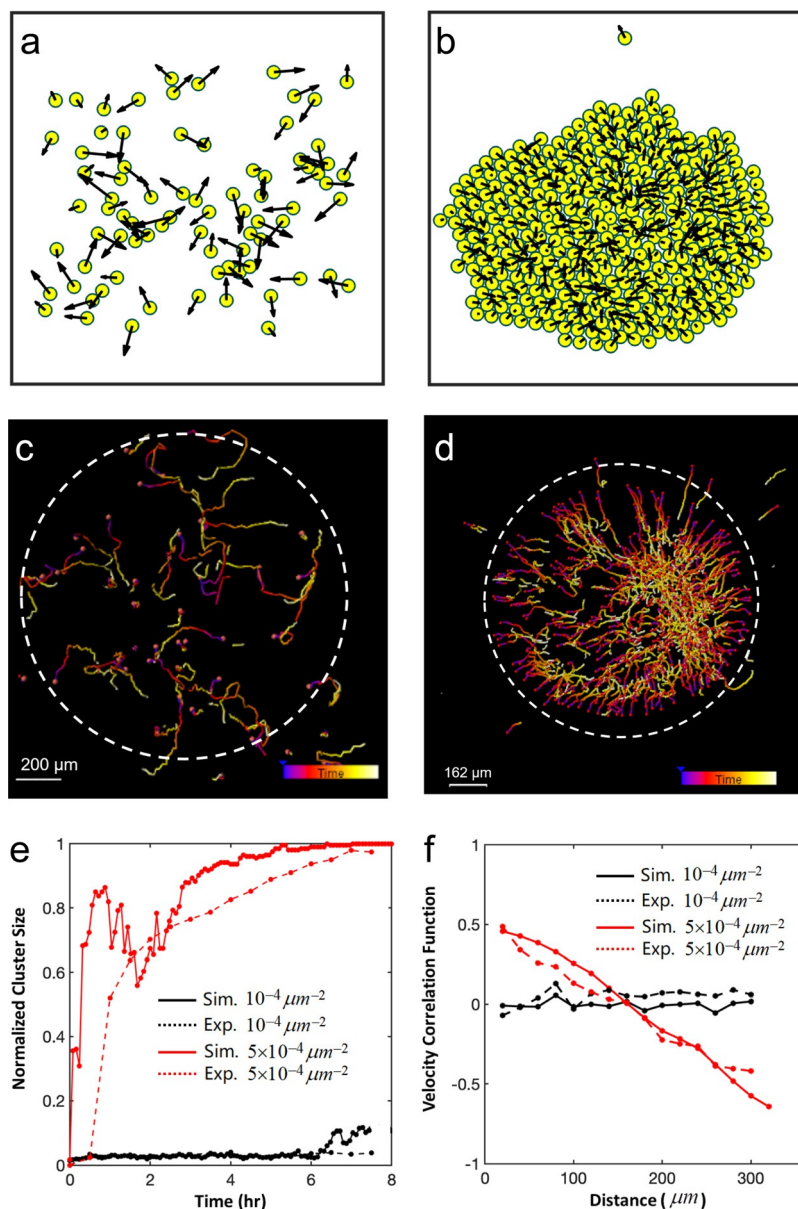 a
b
c
200 μm
Time
d
162 μm
Time
e
Normalized Cluster Size
1
0.8
0.6
0.4
0.2
0
0 2 4 6 8
Time (hr)
Sim. 10⁻⁴ μm⁻²
Exp. 10⁻⁴ μm⁻²
Sim. 5×10⁻⁴ μm⁻²
Exp. 5×10⁻⁴ μm⁻²
f
Velocity Correlation Function
1
0.5
0
-0.5
-1
0 100 200 300
Distance ( μm)
Sim. 10⁻⁴ μm⁻²
Exp. 10⁻⁴ μm⁻²
Sim. 5×10⁻⁴ μm⁻²
Exp. 5×10⁻⁴ μm⁻²